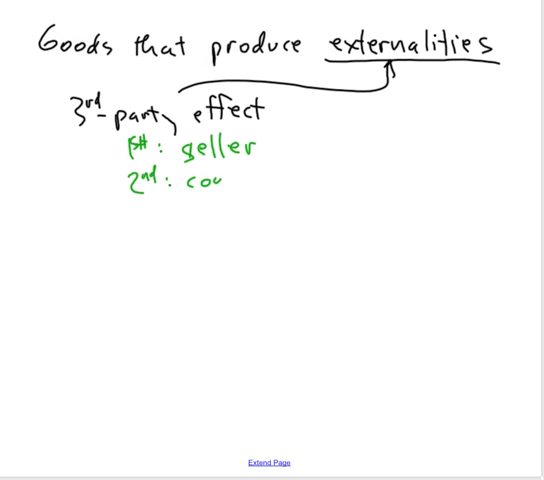 Goods that produce externalities
3rd-party effect
1st: seller
2nd: cou
Extend Page